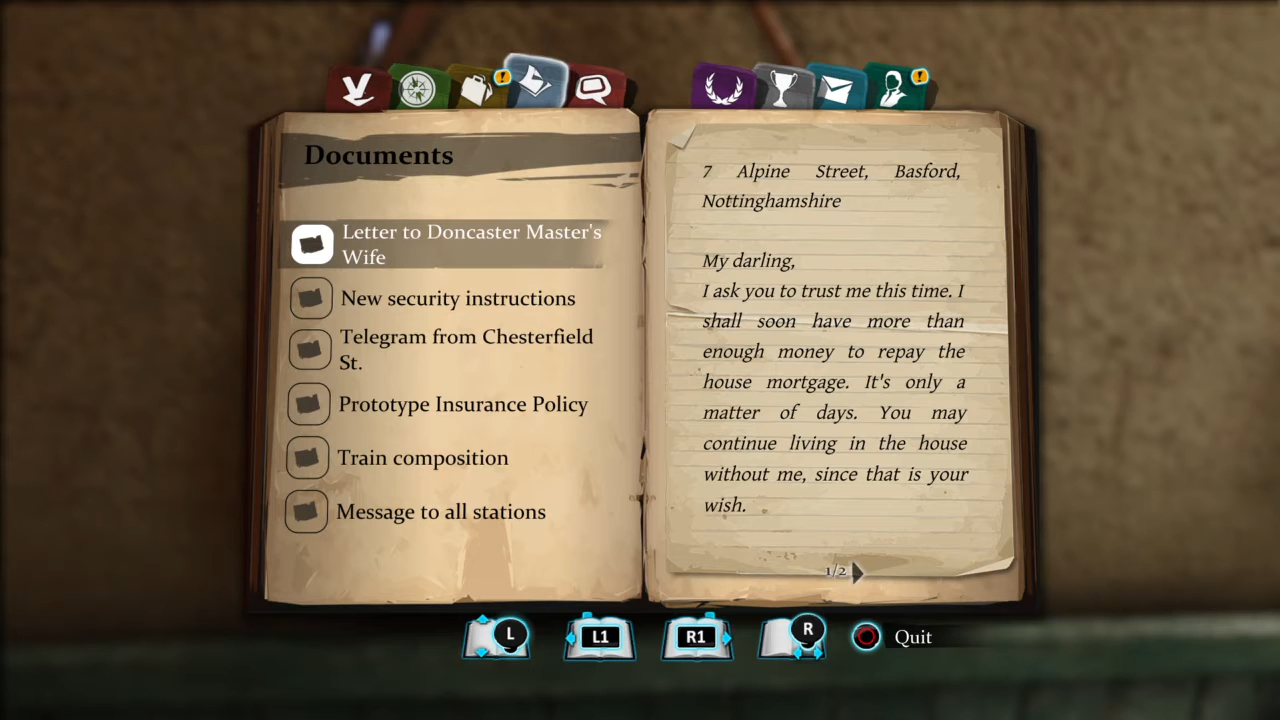 Documents
Letter to Doncaster Master's
Wife
New security instructions
Telegram from Chesterfield
St.
Prototype Insurance Policy
Train composition
Message to all stations
7 Alpine Street, Basford,
Nottinghamshire
My darling,
I ask you to trust me this time. I
shall soon have more than
enough money to repay the
house mortgage. It's only a
matter of days. You may
continue living in the house
without me, since that is your
wish.
1/2
L
L1
R1
R
Quit